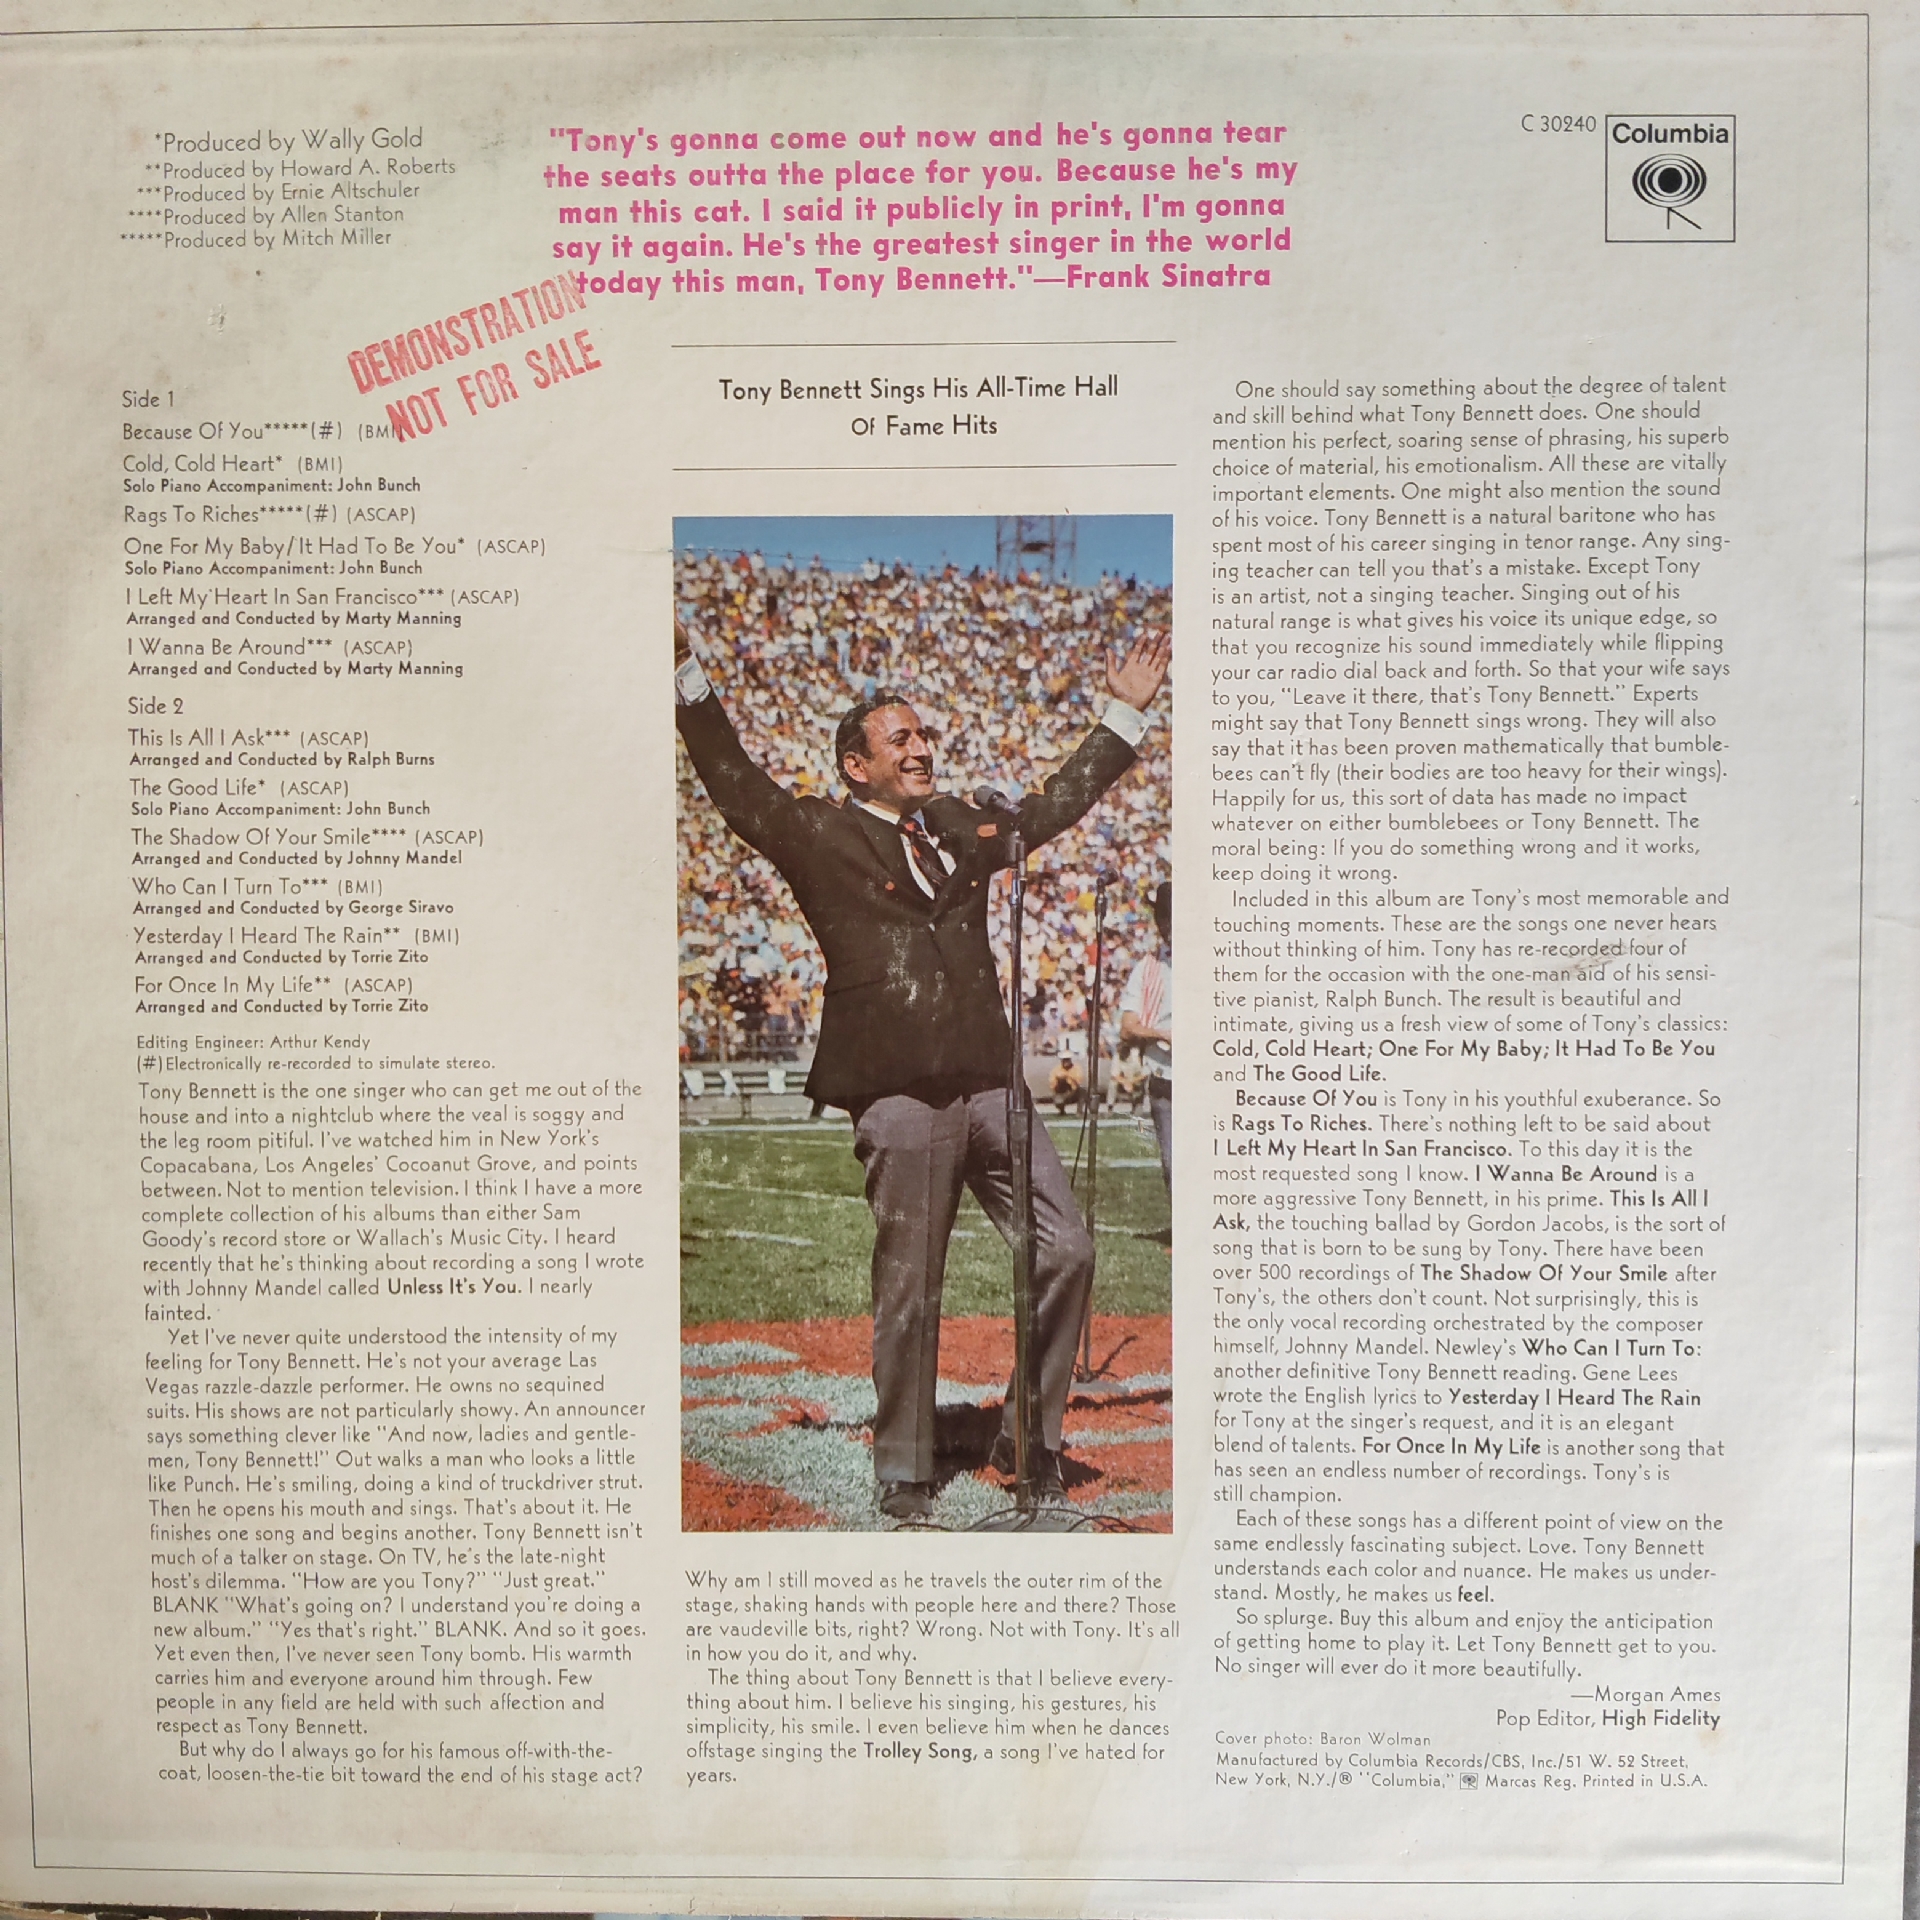 *Produced by Wally Gold
**Produced by Howard A. Roberts
***Produced by Ernie Altschuler
****Produced by Allen Stanton
*****Produced by Mitch Miller
"Tony's gonna come out now and he's gonna tear
the seats outta the place for you. Because he's my
man this cat. I said it publicly in print, I'm gonna
say it again. He's the greatest singer in the world
today this man, Tony Bennett."—Frank Sinatra
C 30240
Columbia
DEMONSTRATION
NOT FOR SALE
Side 1
Because Of You*****(#) (BMI
Cold, Cold Heart* (BMI)
Solo Piano Accompaniment: John Bunch
Rags To Riches*****(#) (ASCAP)
One For My Baby/It Had To Be You* (ASCAP)
Solo Piano Accompaniment: John Bunch
I Left My Heart In San Francisco*** (ASCAP)
Arranged and Conducted by Marty Manning
I Wanna Be Around*** (ASCAP)
Arranged and Conducted by Marty Manning
Side 2
This Is All I Ask*** (ASCAP)
Arranged and Conducted by Ralph Burns
The Good Life* (ASCAP)
Solo Piano Accompaniment: John Bunch
The Shadow Of Your Smile**** (ASCAP)
Arranged and Conducted by Johnny Mandel
Who Can I Turn To*** (BMI)
Arranged and Conducted by George Siravo
Yesterday I Heard The Rain** (BMI)
Arranged and Conducted by Torrie Zito
For Once In My Life** (ASCAP)
Arranged and Conducted by Torrie Zito
Editing Engineer: Arthur Kendy
(#)Electronically re-recorded to simulate stereo.
Tony Bennett is the one singer who can get me out of the
house and into a nightclub where the veal is soggy and
the leg room pitiful. I've watched him in New York's
Copacabana, Los Angeles' Cocoanut Grove, and points
between. Not to mention television. I think I have a more
complete collection of his albums than either Sam
Goody's record store or Wallach's Music City. I heard
recently that he's thinking about recording a song I wrote
with Johnny Mandel called Unless It's You. I nearly
fainted.
Yet I've never quite understood the intensity of my
feeling for Tony Bennett. He's not your average Las
Vegas razzle-dazzle performer. He owns no sequined
suits. His shows are not particularly showy. An announcer
says something clever like "And now, ladies and gentle-
men, Tony Bennett!" Out walks a man who looks a little
like Punch. He's smiling, doing a kind of truckdriver strut.
Then he opens his mouth and sings. That's about it. He
finishes one song and begins another. Tony Bennett isn't
much of a talker on stage. On TV, he's the late-night
host's dilemma. "How are you Tony?" "Just great."
BLANK "What's going on? I understand you're doing a
new album." "Yes that's right." BLANK. And so it goes.
Yet even then, I've never seen Tony bomb. His warmth
carries him and everyone around him through. Few
people in any field are held with such affection and
respect as Tony Bennett.
But why do I always go for his famous off-with-the-
coat, loosen-the-tie bit toward the end of his stage act?
Tony Bennett Sings His All-Time Hall
Of Fame Hits
Why am I still moved as he travels the outer rim of the
stage, shaking hands with people here and there? Those
are vaudeville bits, right? Wrong. Not with Tony. It's all
in how you do it, and why.
The thing about Tony Bennett is that I believe every-
thing about him. I believe his singing, his gestures, his
simplicity, his smile. I even believe him when he dances
offstage singing the Trolley Song, a song I've hated for
years.
One should say something about the degree of talent
and skill behind what Tony Bennett does. One should
mention his perfect, soaring sense of phrasing, his superb
choice of material, his emotionalism. All these are vitally
important elements. One might also mention the sound
of his voice. Tony Bennett is a natural baritone who has
spent most of his career singing in tenor range. Any sing-
ing teacher can tell you that's a mistake. Except Tony
is an artist, not a singing teacher. Singing out of his
natural range is what gives his voice its unique edge, so
that you recognize his sound immediately while flipping
your car radio dial back and forth. So that your wife says
to you, "Leave it there, that's Tony Bennett." Experts
might say that Tony Bennett sings wrong. They will also
say that it has been proven mathematically that bumble-
bees can't fly (their bodies are too heavy for their wings).
Happily for us, this sort of data has made no impact
whatever on either bumblebees or Tony Bennett. The
moral being: If you do something wrong and it works,
keep doing it wrong.
Included in this album are Tony's most memorable and
touching moments. These are the songs one never hears
without thinking of him. Tony has re-recorded four of
them for the occasion with the one-man aid of his sensi-
tive pianist, Ralph Bunch. The result is beautiful and
intimate, giving us a fresh view of some of Tony's classics:
Cold, Cold Heart; One For My Baby; It Had To Be You
and The Good Life.
Because Of You is Tony in his youthful exuberance. So
is Rags To Riches. There's nothing left to be said about
I Left My Heart In San Francisco. To this day it is the
most requested song I know. I Wanna Be Around is a
more aggressive Tony Bennett, in his prime. This Is All I
Ask, the touching ballad by Gordon Jacobs, is the sort of
song that is born to be sung by Tony. There have been
over 500 recordings of The Shadow Of Your Smile after
Tony's, the others don't count. Not surprisingly, this is
the only vocal recording orchestrated by the composer
himself, Johnny Mandel. Newley's Who Can I Turn To:
another definitive Tony Bennett reading. Gene Lees
wrote the English lyrics to Yesterday I Heard The Rain
for Tony at the singer's request, and it is an elegant
blend of talents. For Once In My Life is another song that
has seen an endless number of recordings. Tony's is
still champion.
Each of these songs has a different point of view on the
same endlessly fascinating subject. Love. Tony Bennett
understands each color and nuance. He makes us under-
stand. Mostly, he makes us feel.
So splurge. Buy this album and enjoy the anticipation
of getting home to play it. Let Tony Bennett get to you.
No singer will ever do it more beautifully.
—Morgan Ames
Pop Editor, High Fidelity
Cover photo: Baron Wolman
Manufactured by Columbia Records/CBS, Inc./51 W. 52 Street,
New York, N.Y./® "Columbia," Marcas Reg. Printed in U.S.A.